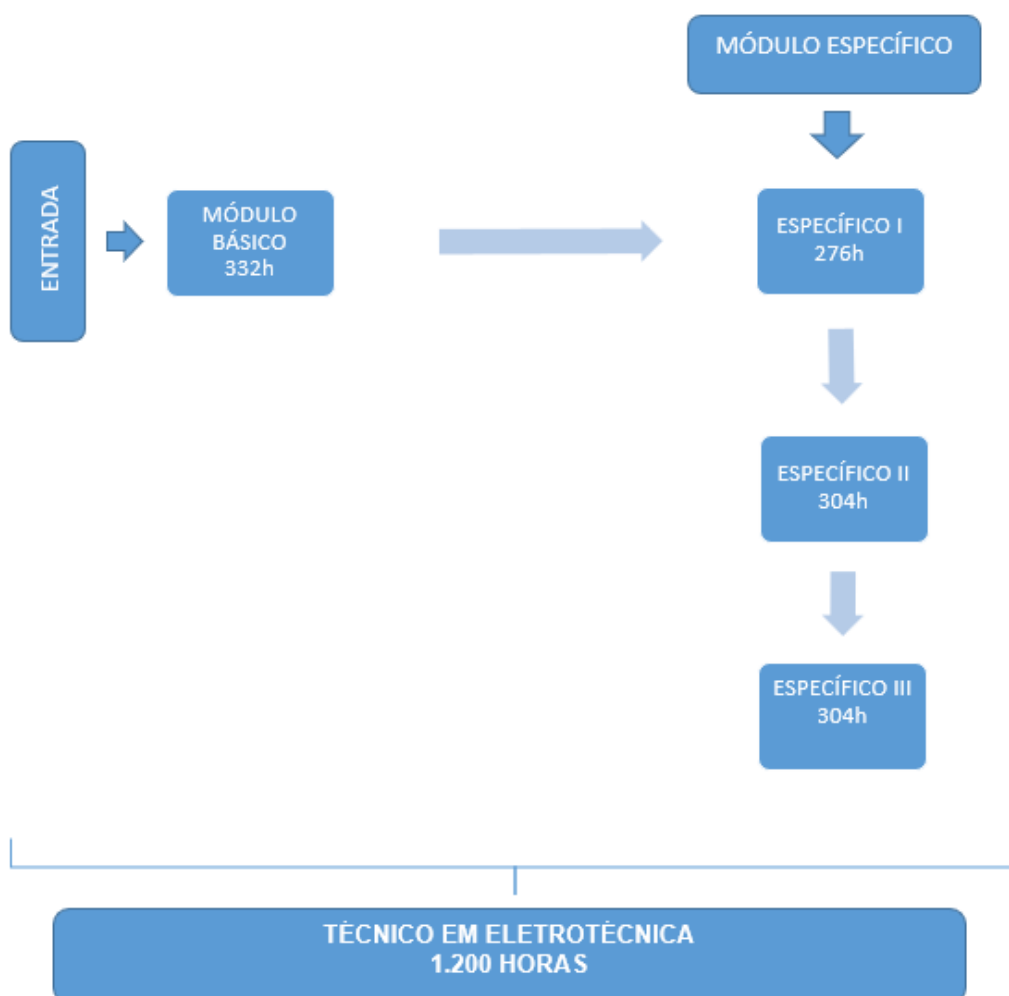 MÓDULO ESPECÍFICO
ENTRADA
MÓDULO
BÁSICO
332h
ESPECÍFICO I
276h
ESPECÍFICO II
304h
ESPECÍFICO III
304h
TÉCNICO EM ELETROTÉCNICA
1.200 HORAS